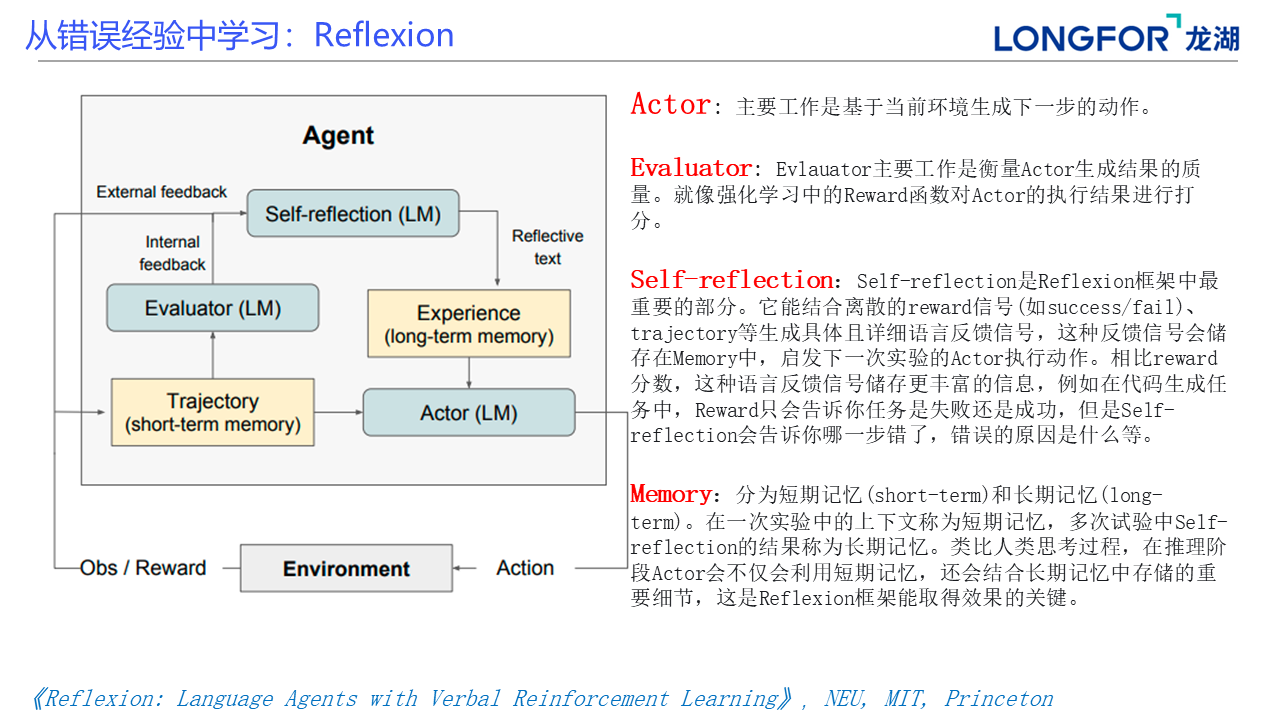 从错误经验中学习：Reflexion
LONGFOR 龙湖
Agent
External feedback
Self-reflection (LM)
Internal
feedback
Reflective
text
Evaluator (LM)
Experience
(long-term memory)
Trajectory
(short-term memory)
Actor (LM)
Obs / Reward
Environment
Action
Actor: 主要工作是基于当前环境生成下一步的动作。
Evaluator: Evlauator主要工作是衡量Actor生成结果的质
量。就像强化学习中的Reward函数对Actor的执行结果进行打
分。
Self-reflection：Self-reflection是Reflexion框架中最
重要的部分。它能结合离散的reward信号(如success/fail)、
trajectory等生成具体且详细语言反馈信号，这种反馈信号会储
存在Memory中，启发下一次实验的Actor执行动作。相比reward
分数，这种语言反馈信号储存更丰富的信息，例如在代码生成任
务中，Reward只会告诉你任务是失败还是成功，但是Self-
reflection会告诉你哪一步错了，错误的原因是什么等。
Memory：分为短期记忆(short-term)和长期记忆(long-
term)。在一次实验中的上下文称为短期记忆，多次试验中Self-
reflection的结果称为长期记忆。类比人类思考过程，在推理阶
段Actor会不仅会利用短期记忆，还会结合长期记忆中存储的重
要细节，这是Reflexion框架能取得效果的关键。
《Reflexion: Language Agents with Verbal Reinforcement Learning》, NEU, MIT, Princeton